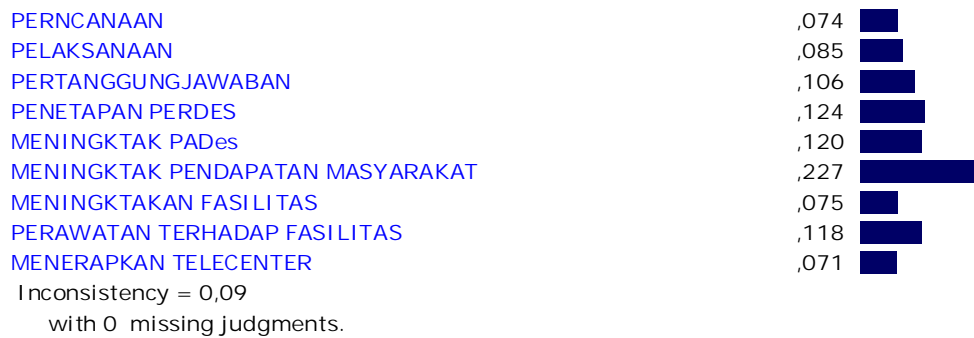 PERNCANAAN ,074
PELAKSANAAN ,085
PERTANGGUNGJAWABAN ,106
PENETAPAN PERDES ,124
MENINGKTAK PADes ,120
MENINGKTAK PENDAPATAN MASYARAKAT ,227
MENINGKTAKAN FASILITAS ,075
PERAWATAN TERHADAP FASILITAS ,118
MENERAPKAN TELECENTER ,071
Inconsistency = 0,09
with 0 missing judgments.